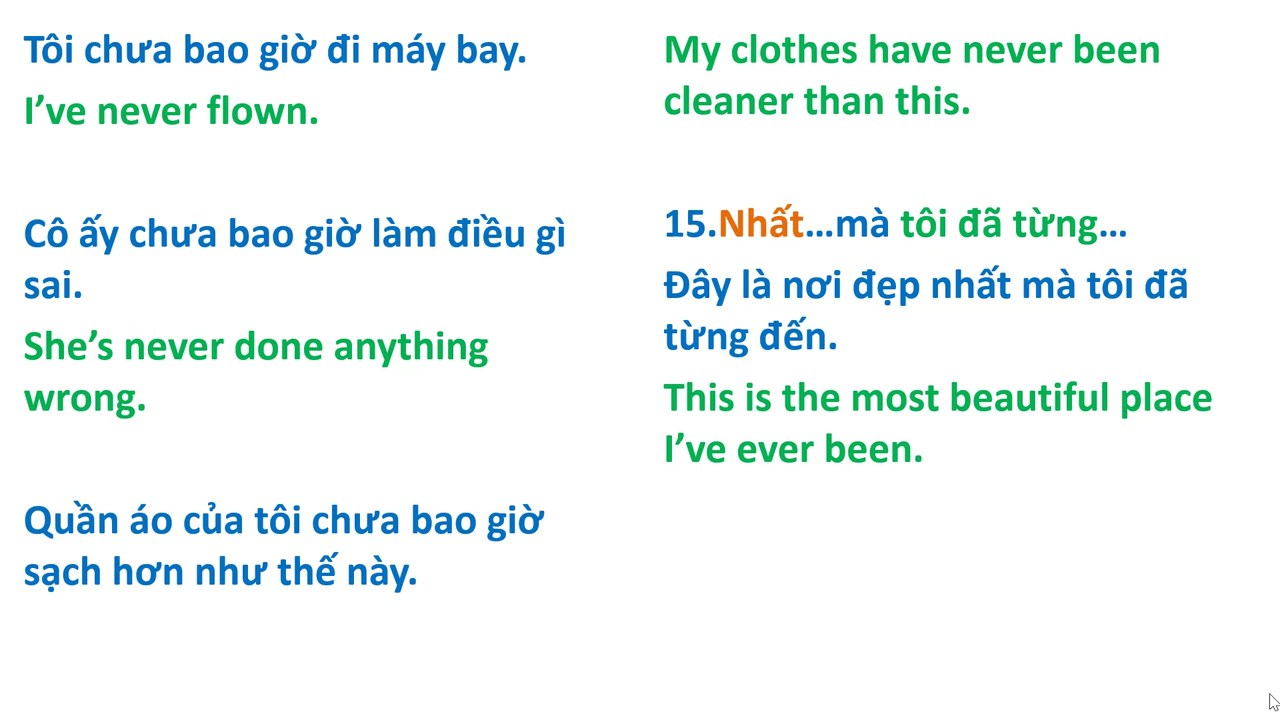 Tôi chưa bao giờ đi máy bay.
I’ve never flown.
Cô ấy chưa bao giờ làm điều gì
sai.
She’s never done anything
wrong.
Quần áo của tôi chưa bao giờ
sạch hơn như thế này.
My clothes have never been
cleaner than this.
15.Nhất…mà tôi đã từng…
Đây là nơi đẹp nhất mà tôi đã
từng đến.
This is the most beautiful place
I’ve ever been.